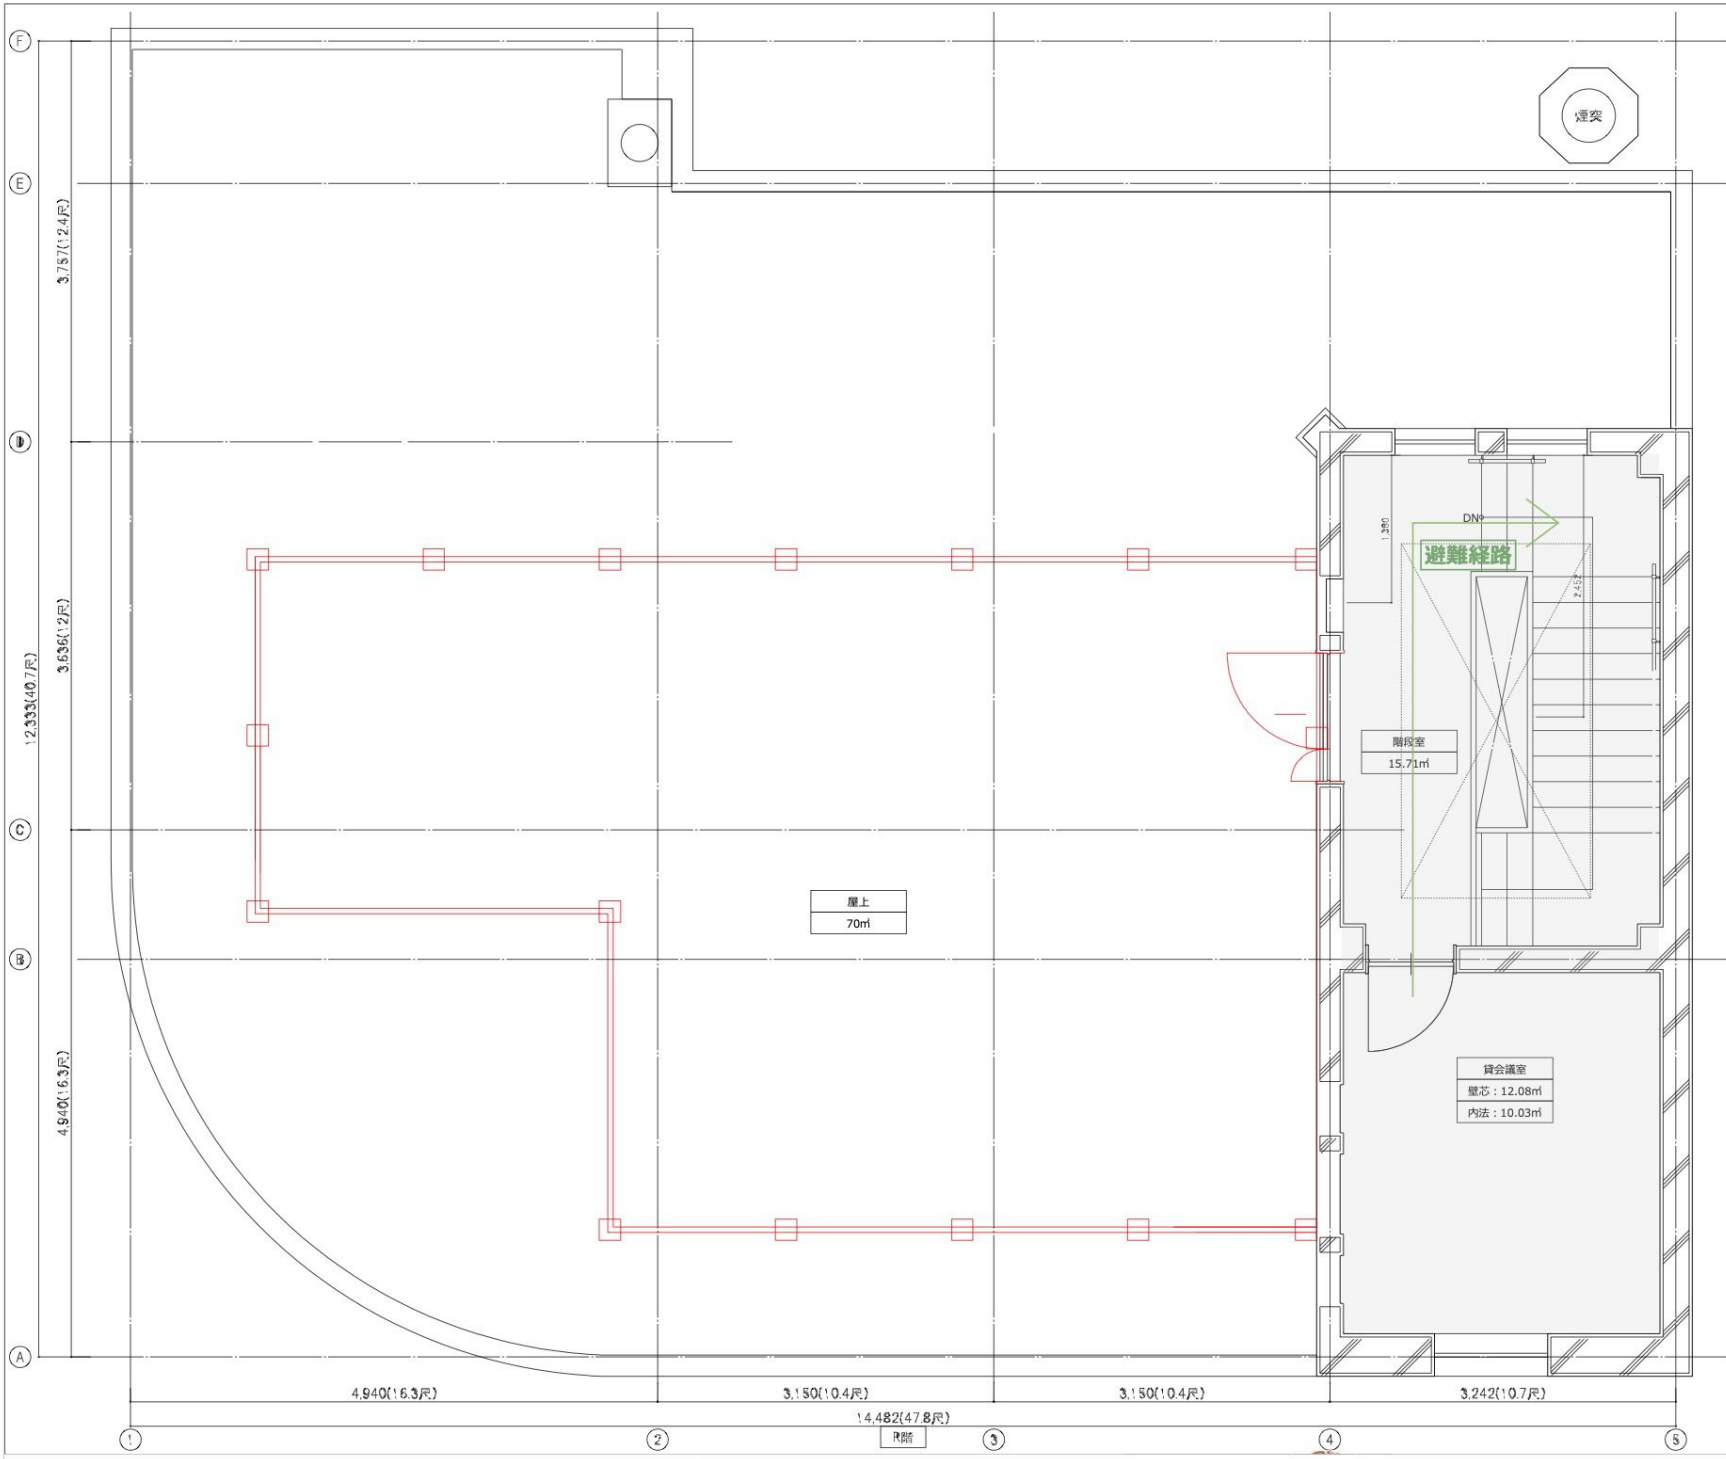 F
煙突
E
3,757(12.4尺)
D
1,380
DN
避難経路
2,452
3,636(12尺)
12,333(40.7尺)
階段室
15.71㎡
C
屋上
70㎡
B
4,940(16.3尺)
貸会議室
壁芯：12.08㎡
内法：10.03㎡
A
4,940(16.3尺)
3,150(10.4尺)
3,150(10.4尺)
3,242(10.7尺)
14,482(47.8尺)
R階
1
2
3
4
5